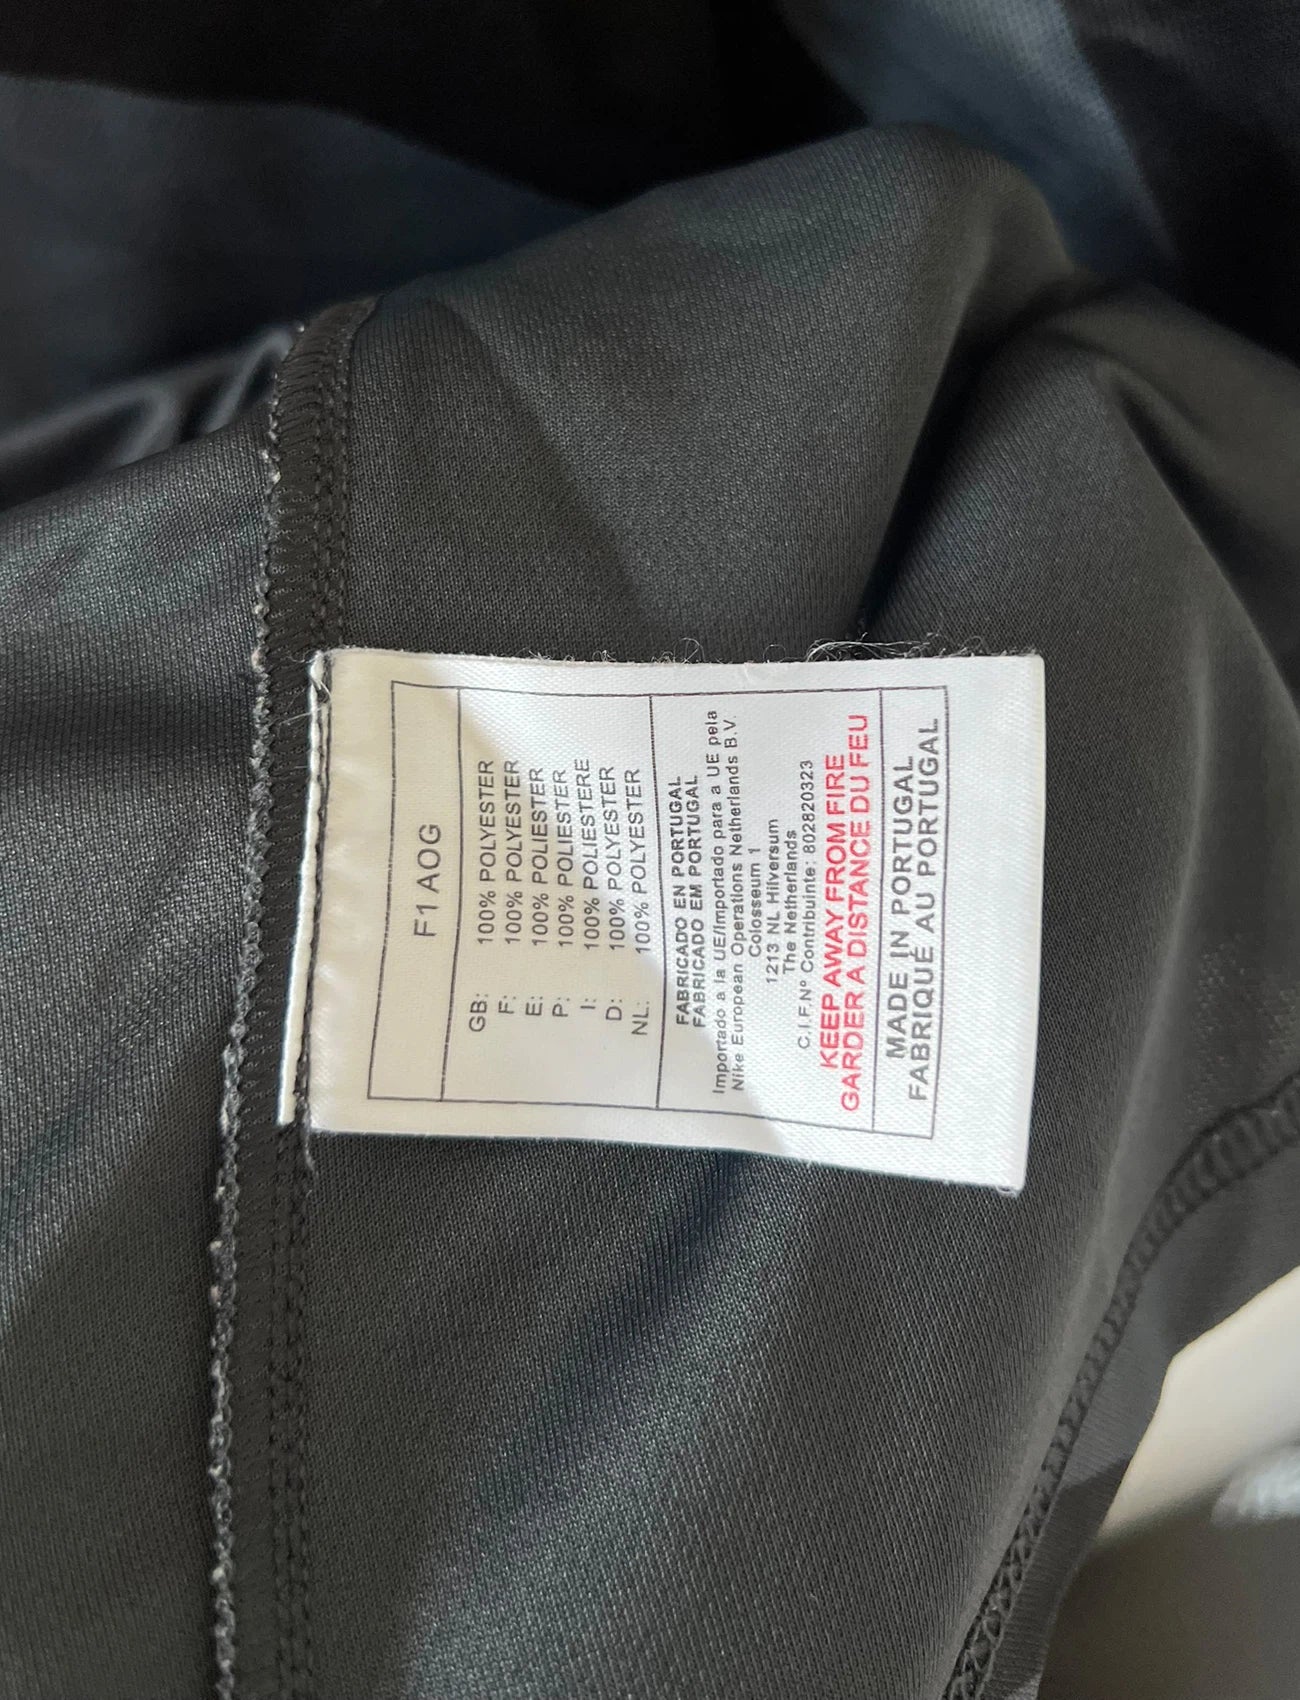 F1 AOG
GB: 100% POLYESTER
F: 100% POLYESTER
E: 100% POLIESTER
P: 100% POLIESTER
I: 100% POLIESTERE
D: 100% POLYESTER
NL: 100% POLYESTER
FABRICADO EN PORTUGAL
FABRICADO EM PORTUGAL
Importado a la UE/Importado para a UE pela
Nike European Operations Netherlands B.V.
Colosseum 1
1213 NL Hilversum
The Netherlands
C.I.F.Nº Contribuinte: 802820323
KEEP AWAY FROM FIRE
GARDER A DISTANCE DU FEU
MADE IN PORTUGAL
FABRIQUÉ AU PORTUGAL